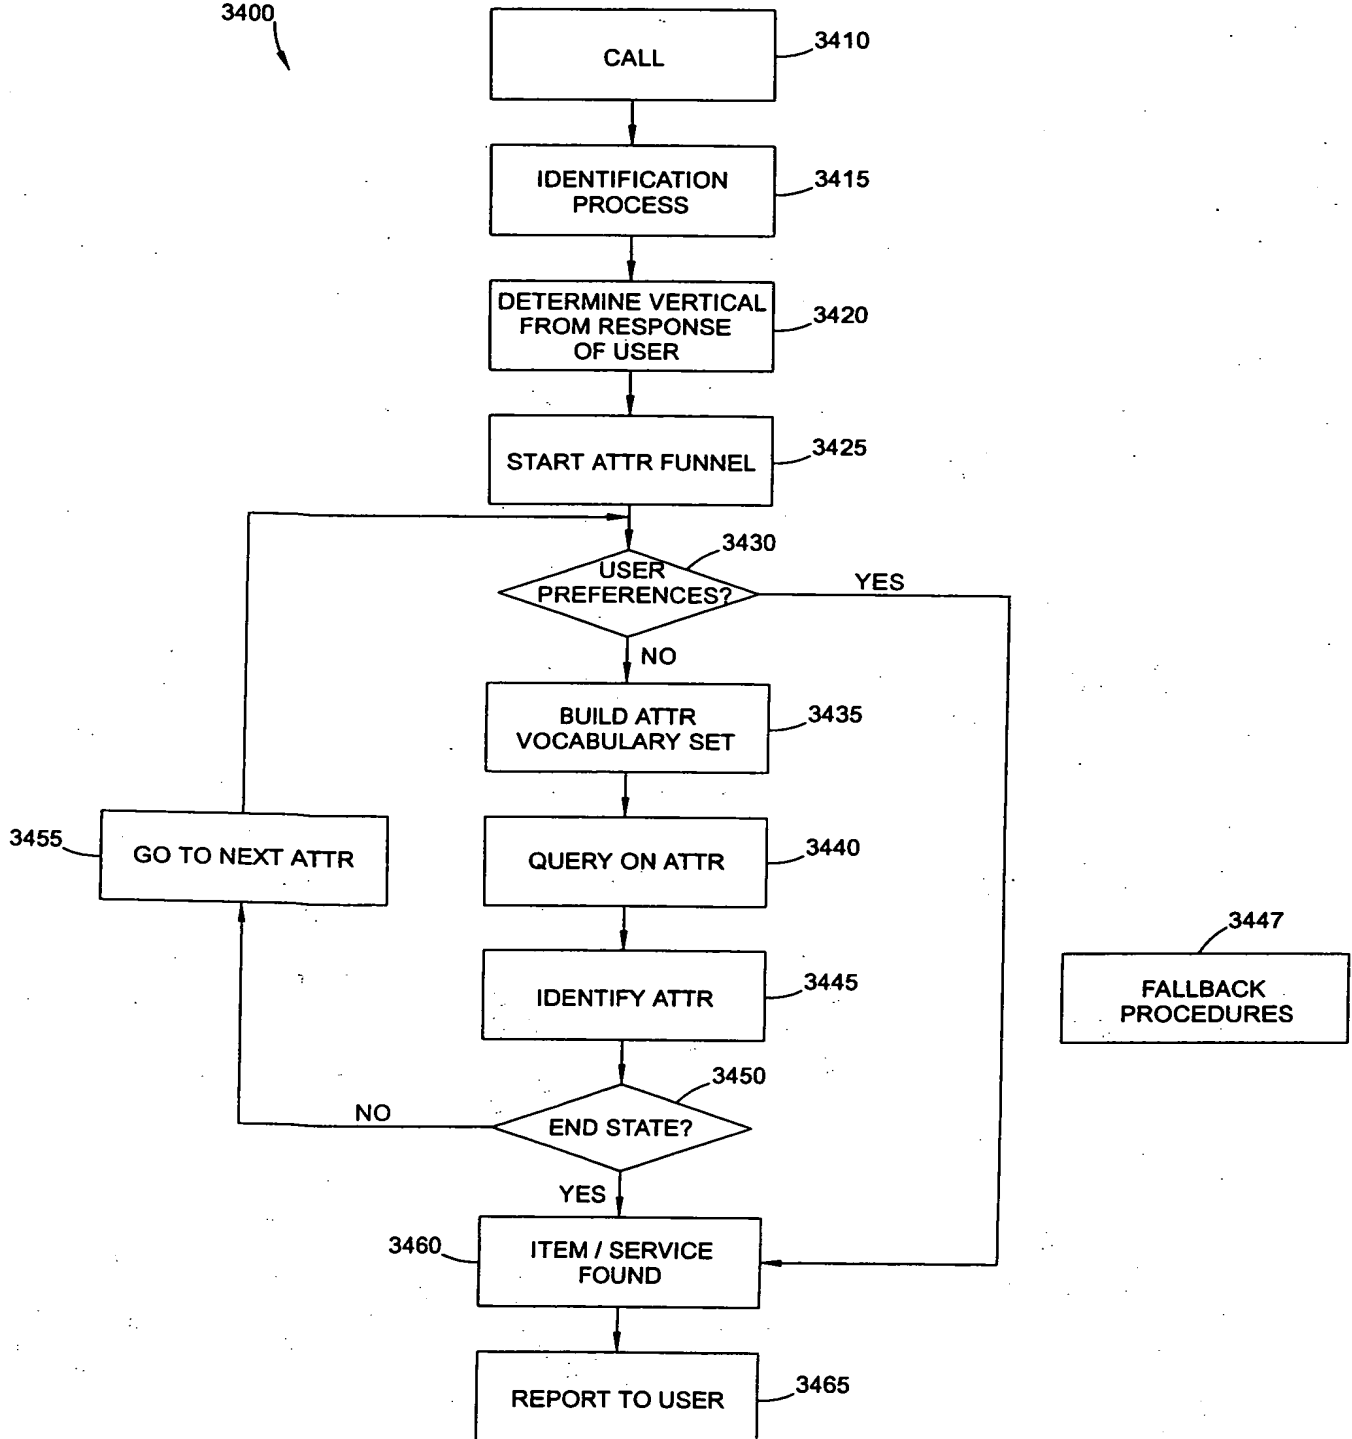 3400
CALL
3410
IDENTIFICATION
PROCESS
3415
DETERMINE VERTICAL
FROM RESPONSE
OF USER
3420
START ATTR FUNNEL
3425
USER
PREFERENCES?
3430
YES
NO
BUILD ATTR
VOCABULARY SET
3435
3455
GO TO NEXT ATTR
QUERY ON ATTR
3440
IDENTIFY ATTR
3445
3447
FALLBACK
PROCEDURES
END STATE?
3450
NO
YES
3460
ITEM / SERVICE
FOUND
REPORT TO USER
3465